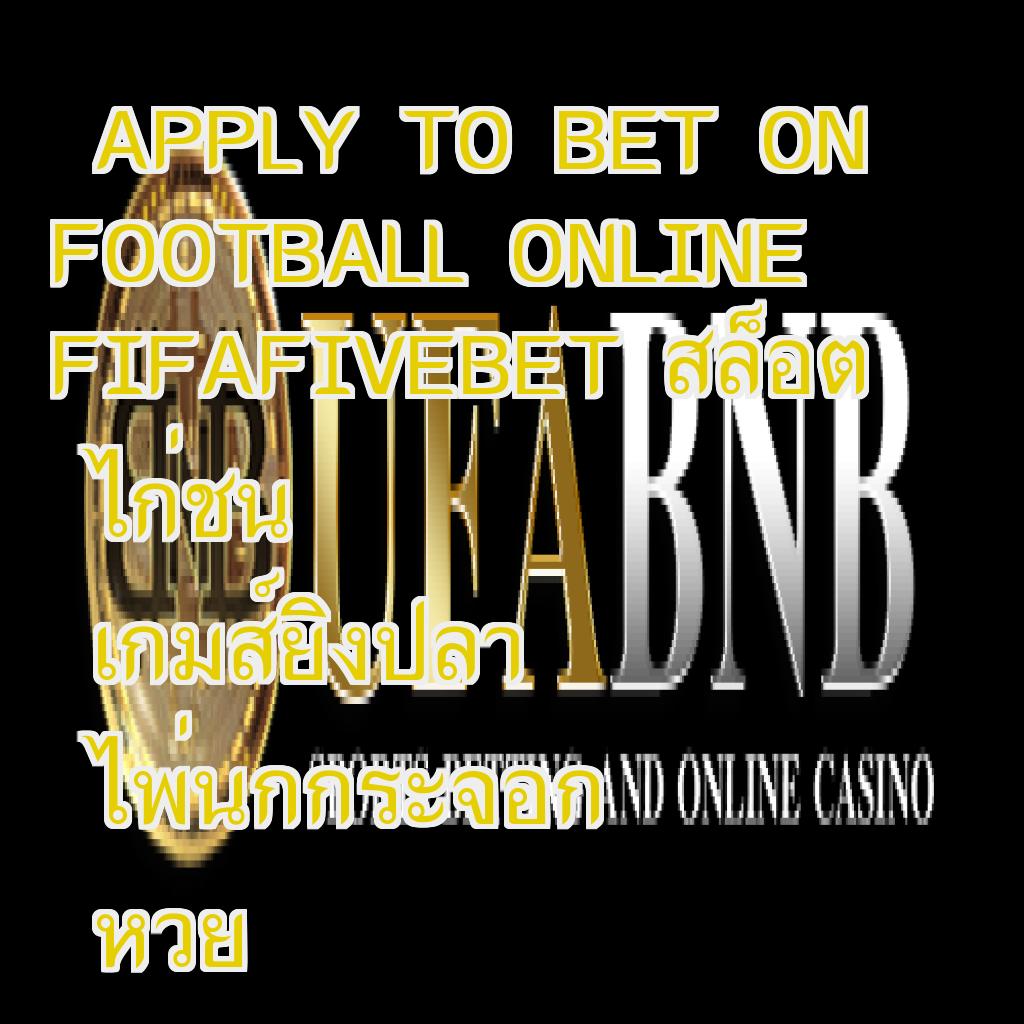 APPLY TO BET ON
FOOTBALL ONLINE
FIFAFIVEBET สล็อต
ไก่ชน
เกมส์ยิงปลา
ไพ่นกกระจอก
หวย
UFABNB
SPORTS BETTING AND ONLINE CASINO